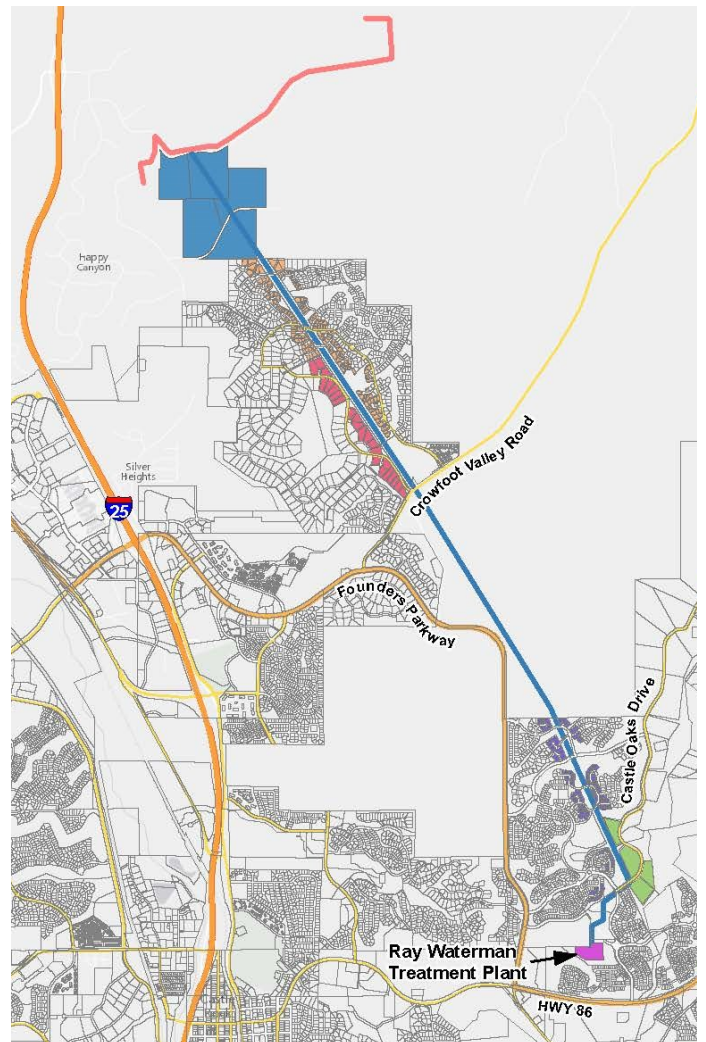 Happy
Canyon
Crowfoot Valley Road
Silver
Heights
25
Founders Parkway
Castle Oaks Drive
Ray Waterman
Treatment Plant
HWY 86
Castle